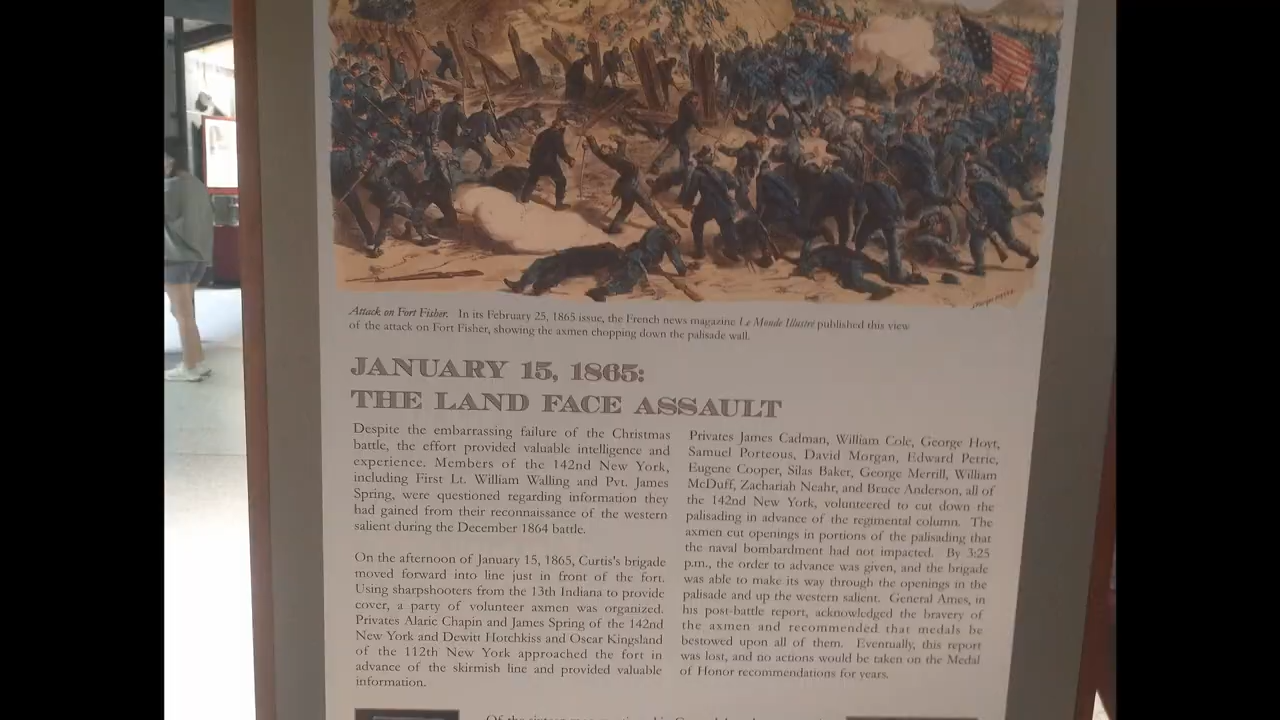 Attack on Fort Fisher. In its February 25, 1865 issue, the French news magazine Le Monde Illustré published this view
of the attack on Fort Fisher, showing the axmen chopping down the palisade wall.
JANUARY 15, 1865:
THE LAND FACE ASSAULT
Despite the embarrassing failure of the Christmas
battle, the effort provided valuable intelligence and
experience. Members of the 142nd New York,
including First Lt. William Walling and Pvt. James
Spring, were questioned regarding information they
had gained from their reconnaissance of the western
salient during the December 1864 battle.
On the afternoon of January 15, 1865, Curtis's brigade
moved forward into line just in front of the fort.
Using sharpshooters from the 13th Indiana to provide
cover, a party of volunteer axmen was organized.
Privates Alaric Chapin and James Spring of the 142nd
New York and Dewitt Hotchkiss and Oscar Kingsland
of the 112th New York approached the fort in
advance of the skirmish line and provided valuable
information.
Privates James Cadman, William Cole, George Hoyt,
Samuel Porteous, David Morgan, Edward Petrie,
Eugene Cooper, Silas Baker, George Merrill, William
McDuff, Zachariah Neahr, and Bruce Anderson, all of
the 142nd New York, volunteered to cut down the
palisading in advance of the regimental column. The
axmen cut openings in portions of the palisading that
the naval bombardment had not impacted. By 3:25
p.m., the order to advance was given, and the brigade
was able to make its way through the openings in the
palisade and up the western salient. General Ames, in
his post-battle report, acknowledged the bravery of
the axmen and recommended that medals be
bestowed upon all of them. Eventually, this report
was lost, and no actions would be taken on the Medal
of Honor recommendations for years.